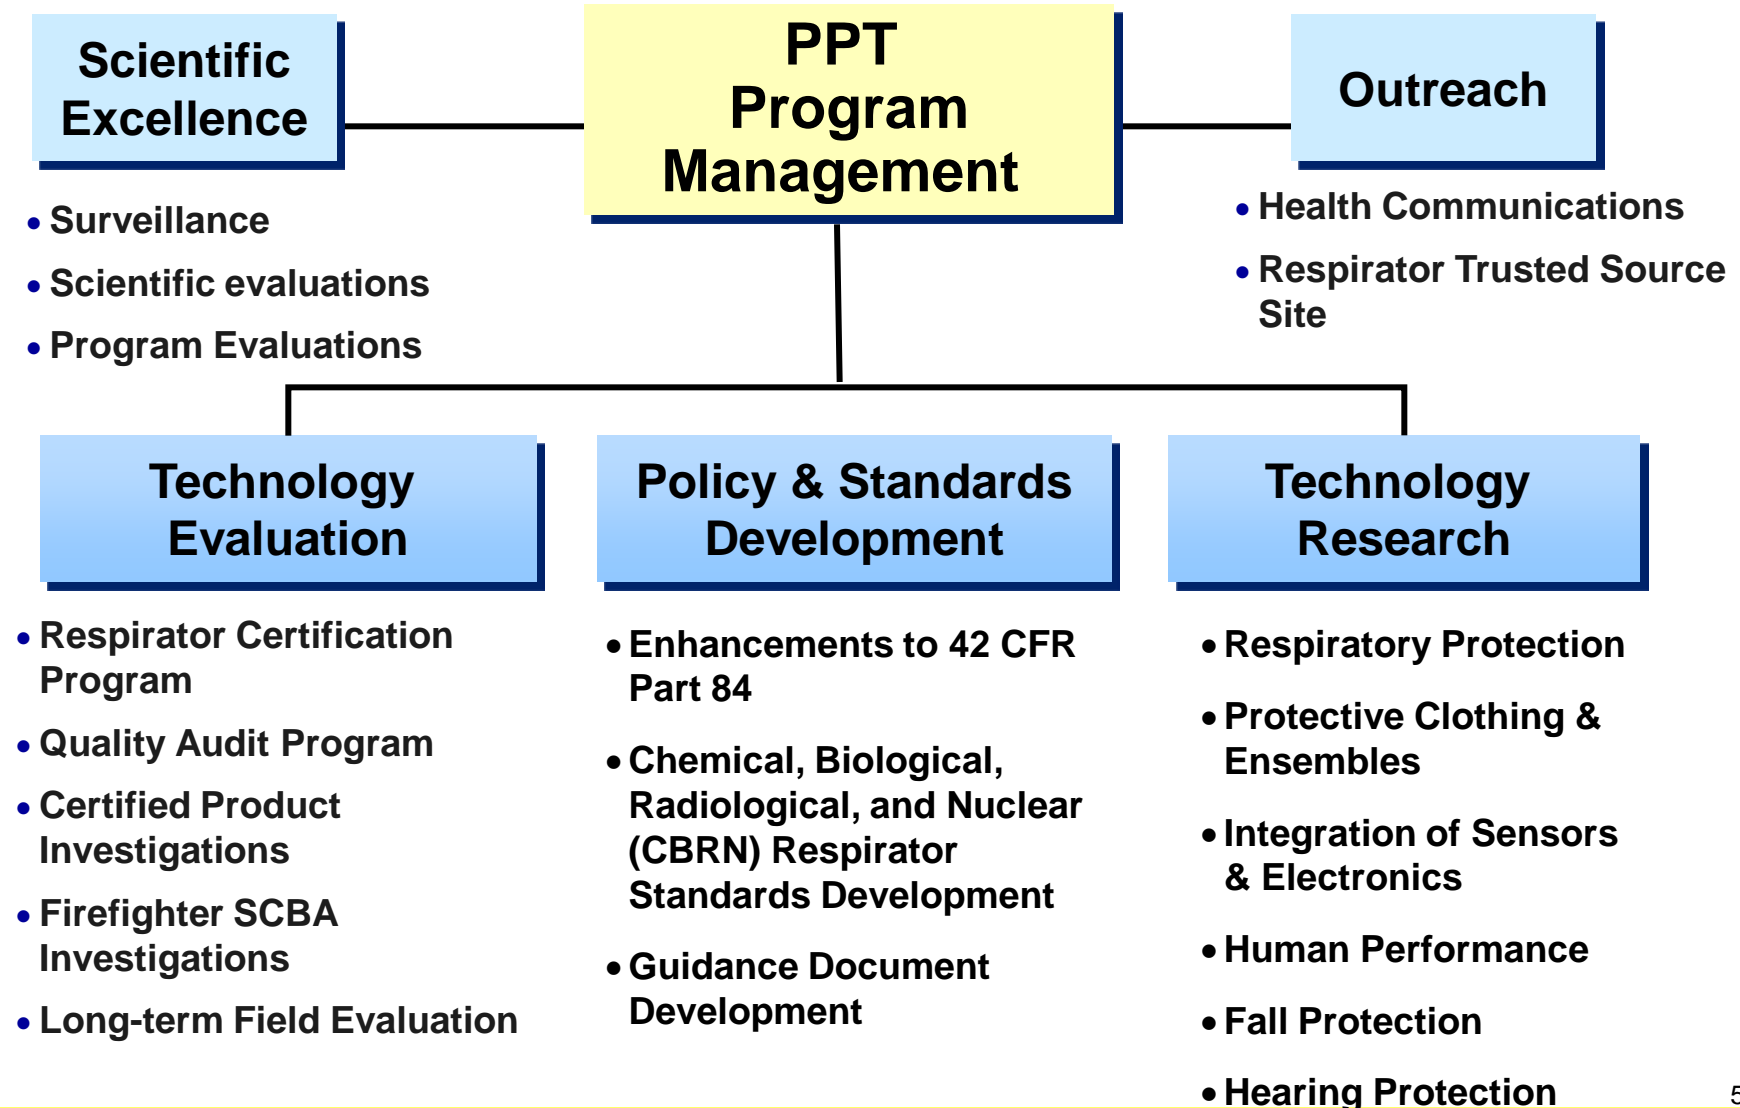 Scientific
Excellence
PPT
Program
Management
Outreach
• Surveillance
• Scientific evaluations
• Program Evaluations
• Health Communications
• Respirator Trusted Source
Site
Technology
Evaluation
Policy & Standards
Development
Technology
Research
• Respirator Certification
Program
• Quality Audit Program
• Certified Product
Investigations
• Firefighter SCBA
Investigations
• Long-term Field Evaluation
• Enhancements to 42 CFR
Part 84
• Chemical, Biological,
Radiological, and Nuclear
(CBRN) Respirator
Standards Development
• Guidance Document
Development
• Respiratory Protection
• Protective Clothing &
Ensembles
• Integration of Sensors
& Electronics
• Human Performance
• Fall Protection
• Hearing Protection
5